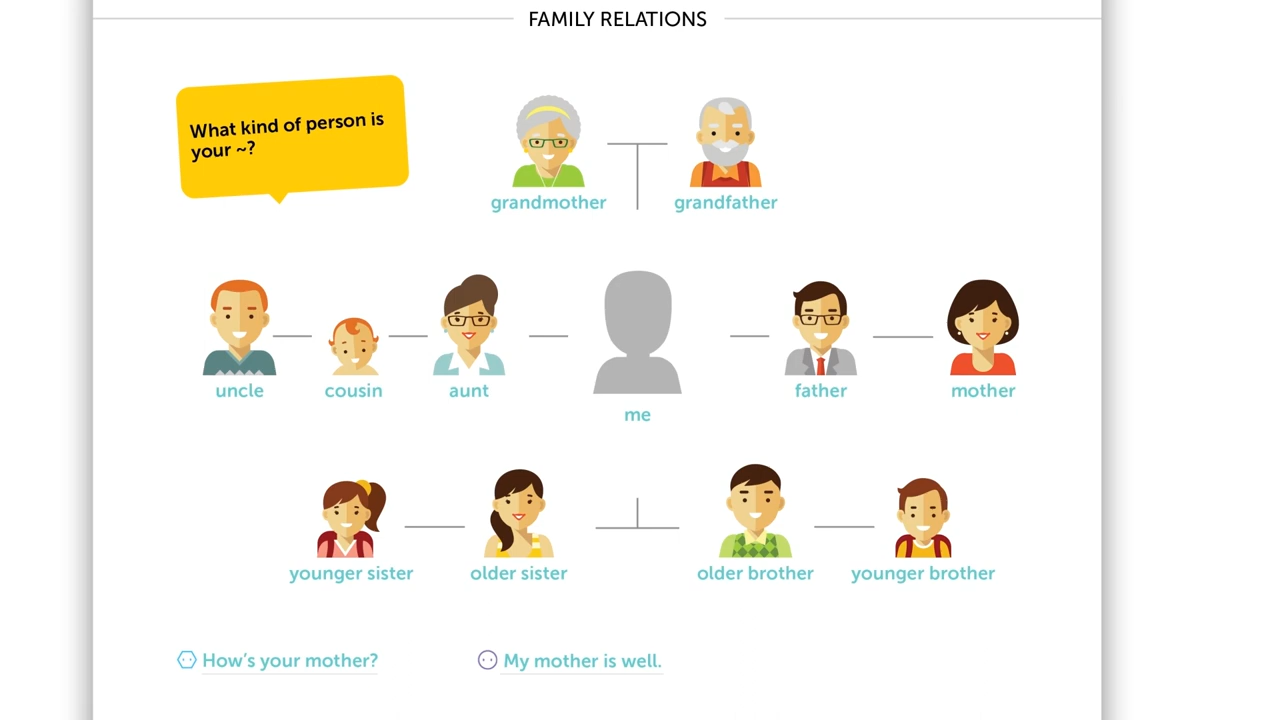 FAMILY RELATIONS
What kind of person is
your ~?
grandmother
grandfather
uncle
cousin
aunt
me
father
mother
younger sister
older sister
older brother
younger brother
How's your mother?
My mother is well.